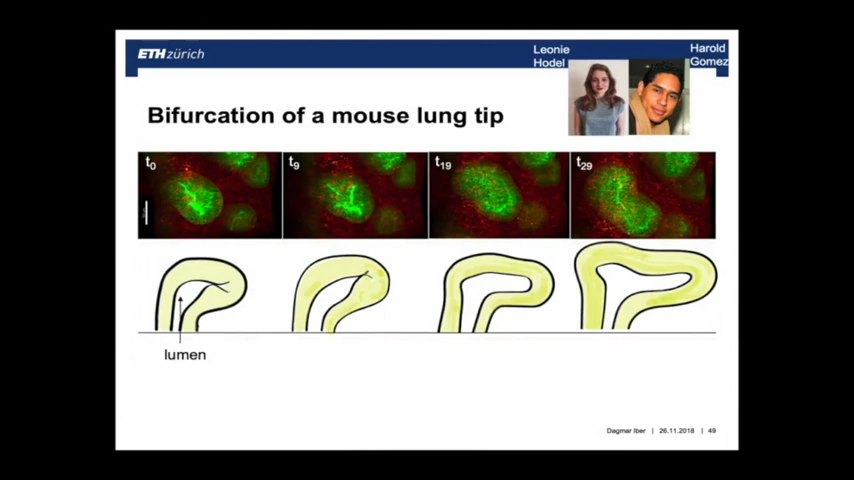 ETH zürich
Leonie
Hodel
Harold
Gomez
Bifurcation of a mouse lung tip
t0
t9
t19
t29
lumen
Dagmar Iber | 26.11.2018 | 49